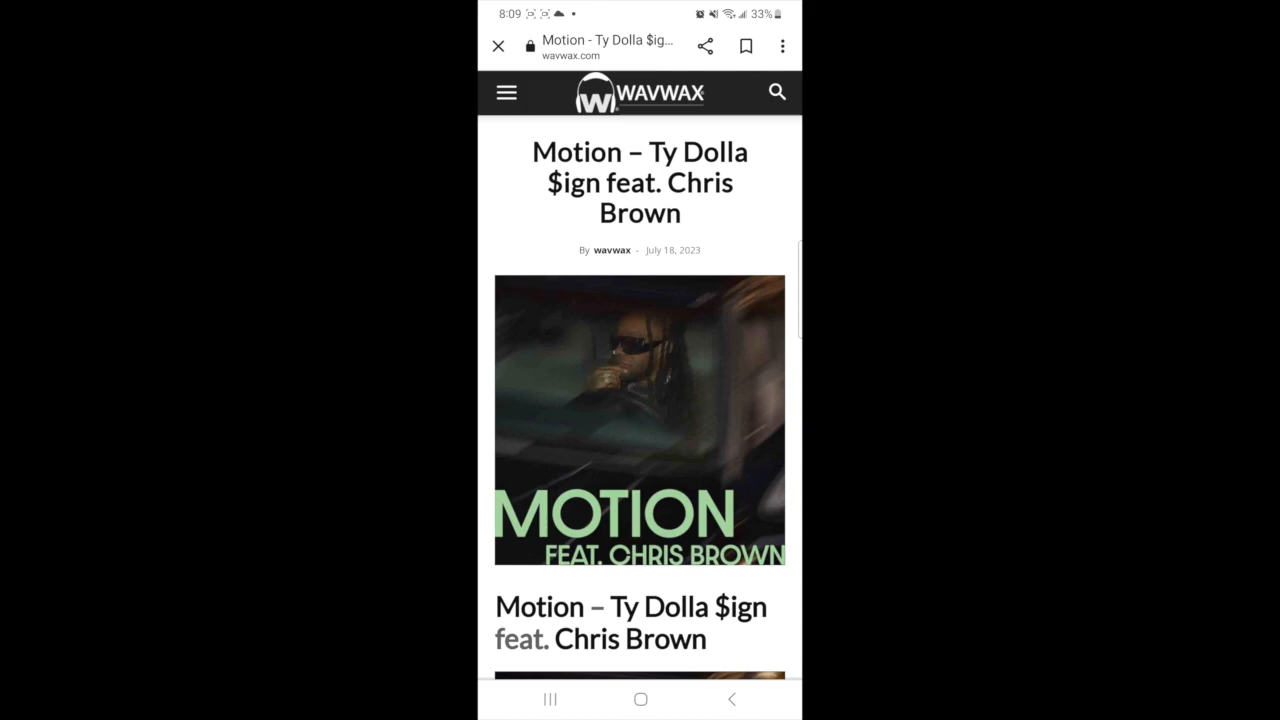 8:09 33%
Motion - Ty Dolla $ig...
wavwax.com
WAVWAX
Motion – Ty Dolla
$ign feat. Chris
Brown
By wavwax - July 18, 2023
MOTION
FEAT. CHRIS BROWN
Motion – Ty Dolla $ign
feat. Chris Brown